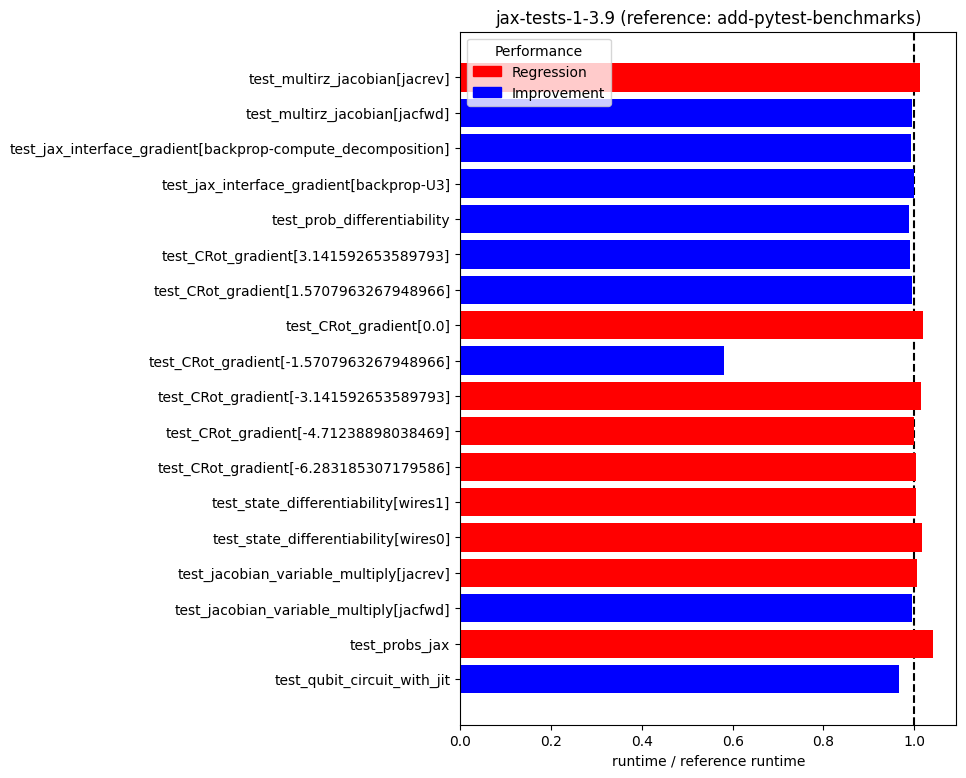 jax-tests-1-3.9 (reference: add-pytest-benchmarks)
Performance
Regression
Improvement
test_multirz_jacobian[jacrev]
test_multirz_jacobian[jacfwd]
test_jax_interface_gradient[backprop-compute_decomposition]
test_jax_interface_gradient[backprop-U3]
test_prob_differentiability
test_CRot_gradient[3.141592653589793]
test_CRot_gradient[1.5707963267948966]
test_CRot_gradient[0.0]
test_CRot_gradient[-1.5707963267948966]
test_CRot_gradient[-3.141592653589793]
test_CRot_gradient[-4.71238898038469]
test_CRot_gradient[-6.283185307179586]
test_state_differentiability[wires1]
test_state_differentiability[wires0]
test_jacobian_variable_multiply[jacrev]
test_jacobian_variable_multiply[jacfwd]
test_probs_jax
test_qubit_circuit_with_jit
0.0 0.2 0.4 0.6 0.8 1.0
runtime / reference runtime